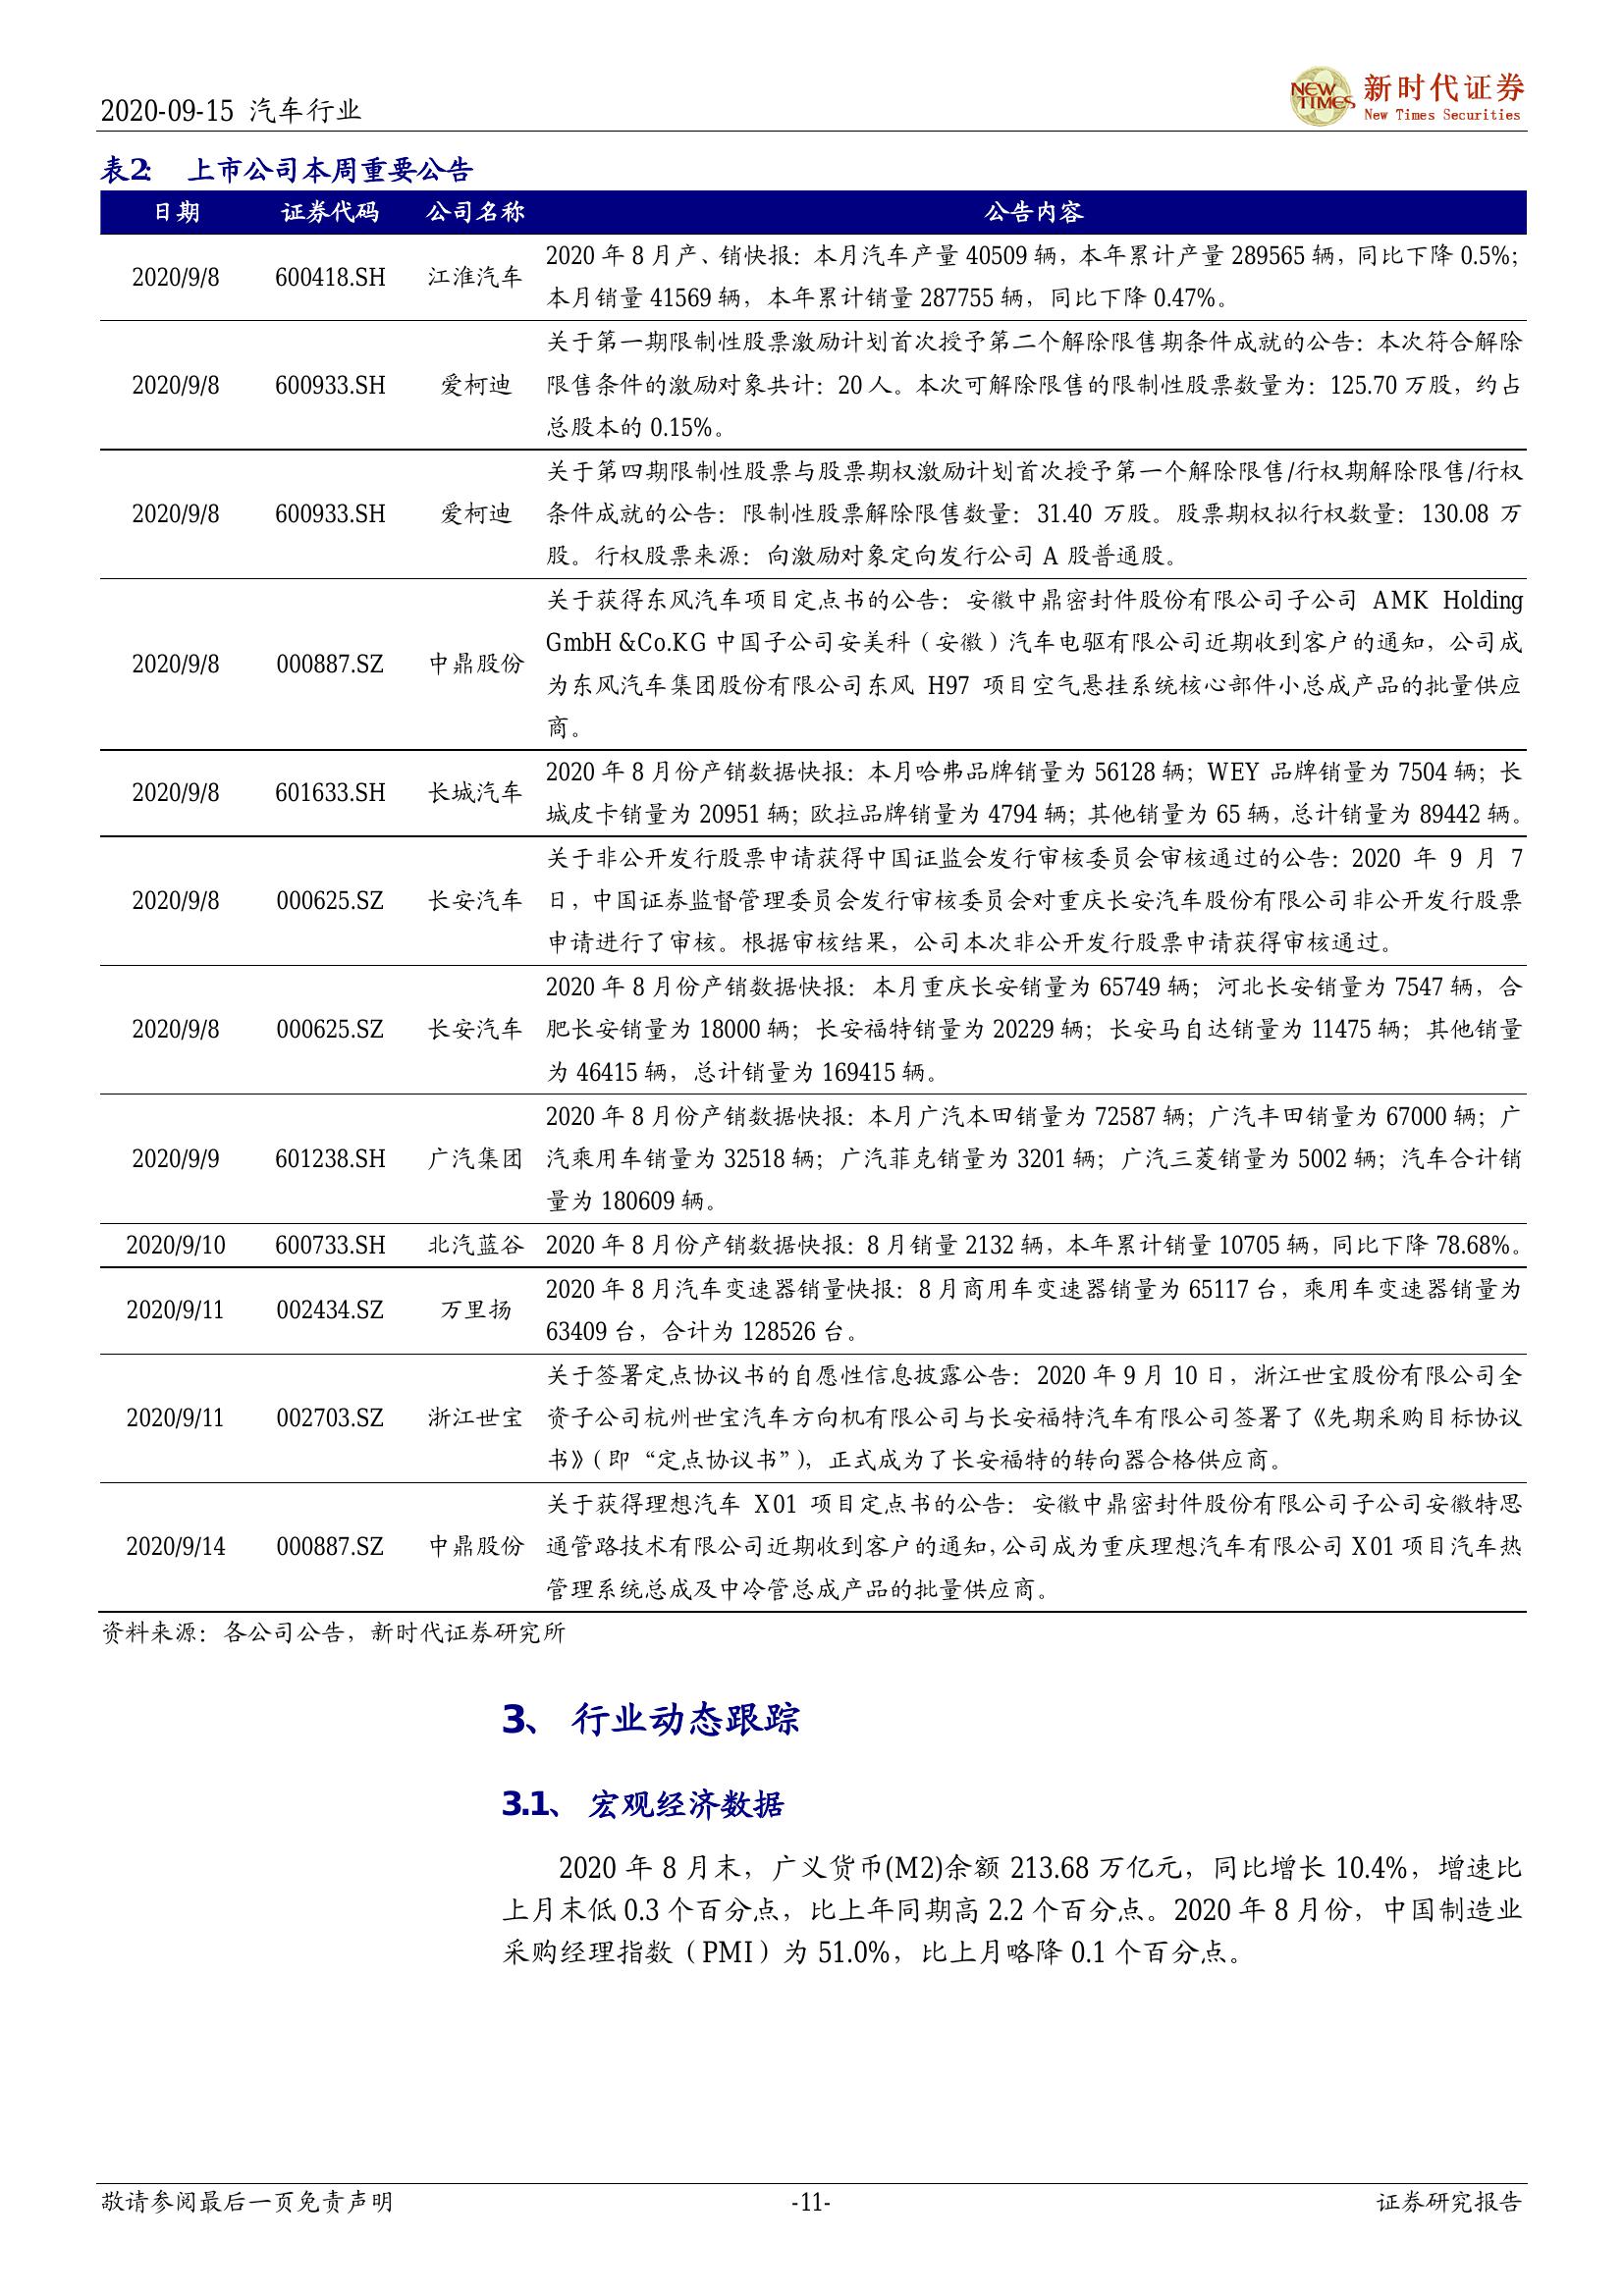 2020-09-15 汽车行业
NEW TIMES
新时代证券
New Times Securities
表2: 上市公司本周重要公告
日期 证券代码 公司名称 公告内容
2020/9/8 600418.SH 江淮汽车
2020 年 8 月产、销快报：本月汽车产量 40509 辆，本年累计产量 289565 辆，同比下降 0.5%；
本月销量 41569 辆，本年累计销量 287755 辆，同比下降 0.47%。
2020/9/8 600933.SH 爱柯迪
关于第一期限制性股票激励计划首次授予第二个解除限售期条件成就的公告：本次符合解除
限售条件的激励对象共计：20 人。本次可解除限售的限制性股票数量为：125.70 万股，约占
总股本的 0.15%。
2020/9/8 600933.SH 爱柯迪
关于第四期限制性股票与股票期权激励计划首次授予第一个解除限售/行权期解除限售/行权
条件成就的公告：限制性股票解除限售数量：31.40 万股。股票期权拟行权数量：130.08 万
股。行权股票来源：向激励对象定向发行公司 A 股普通股。
2020/9/8 000887.SZ 中鼎股份
关于获得东风汽车项目定点书的公告：安徽中鼎密封件股份有限公司子公司 AMK Holding
GmbH &Co.KG 中国子公司安美科（安徽）汽车电驱有限公司近期收到客户的通知，公司成
为东风汽车集团股份有限公司东风 H97 项目空气悬挂系统核心部件小总成产品的批量供应
商。
2020/9/8 601633.SH 长城汽车
2020 年 8 月份产销数据快报：本月哈弗品牌销量为 56128 辆；WEY 品牌销量为 7504 辆；长
城皮卡销量为 20951 辆；欧拉品牌销量为 4794 辆；其他销量为 65 辆，总计销量为 89442 辆。
2020/9/8 000625.SZ 长安汽车
关于非公开发行股票申请获得中国证监会发行审核委员会审核通过的公告：2020 年 9 月 7
日，中国证券监督管理委员会发行审核委员会对重庆长安汽车股份有限公司非公开发行股票
申请进行了审核。根据审核结果，公司本次非公开发行股票申请获得审核通过。
2020/9/8 000625.SZ 长安汽车
2020 年 8 月份产销数据快报：本月重庆长安销量为 65749 辆；河北长安销量为 7547 辆，合
肥长安销量为 18000 辆；长安福特销量为 20229 辆；长安马自达销量为 11475 辆；其他销量
为 46415 辆，总计销量为 169415 辆。
2020/9/9 601238.SH 广汽集团
2020 年 8 月份产销数据快报：本月广汽本田销量为 72587 辆；广汽丰田销量为 67000 辆；广
汽乘用车销量为 32518 辆；广汽菲克销量为 3201 辆；广汽三菱销量为 5002 辆；汽车合计销
量为 180609 辆。
2020/9/10 600733.SH 北汽蓝谷 2020 年 8 月份产销数据快报：8 月销量 2132 辆，本年累计销量 10705 辆，同比下降 78.68%。
2020/9/11 002434.SZ 万里扬
2020 年 8 月汽车变速器销量快报：8 月商用车变速器销量为 65117 台，乘用车变速器销量为
63409 台，合计为 128526 台。
2020/9/11 002703.SZ 浙江世宝
关于签署定点协议书的自愿性信息披露公告：2020 年 9 月 10 日，浙江世宝股份有限公司全
资子公司杭州世宝汽车方向机有限公司与长安福特汽车有限公司签署了《先期采购目标协议
书》（即 “定点协议书”），正式成为了长安福特的转向器合格供应商。
2020/9/14 000887.SZ 中鼎股份
关于获得理想汽车 X01 项目定点书的公告：安徽中鼎密封件股份有限公司子公司安徽特思
通管路技术有限公司近期收到客户的通知，公司成为重庆理想汽车有限公司 X01 项目汽车热
管理系统总成及中冷管总成产品的批量供应商。
资料来源：各公司公告，新时代证券研究所
3、 行业动态跟踪
3.1、 宏观经济数据
2020 年 8 月末，广义货币(M2)余额 213.68 万亿元，同比增长 10.4%，增速比
上月末低 0.3 个百分点，比上年同期高 2.2 个百分点。2020 年 8 月份，中国制造业
采购经理指数（PMI）为 51.0%，比上月略降 0.1 个百分点。
敬请参阅最后一页免责声明 -11- 证券研究报告